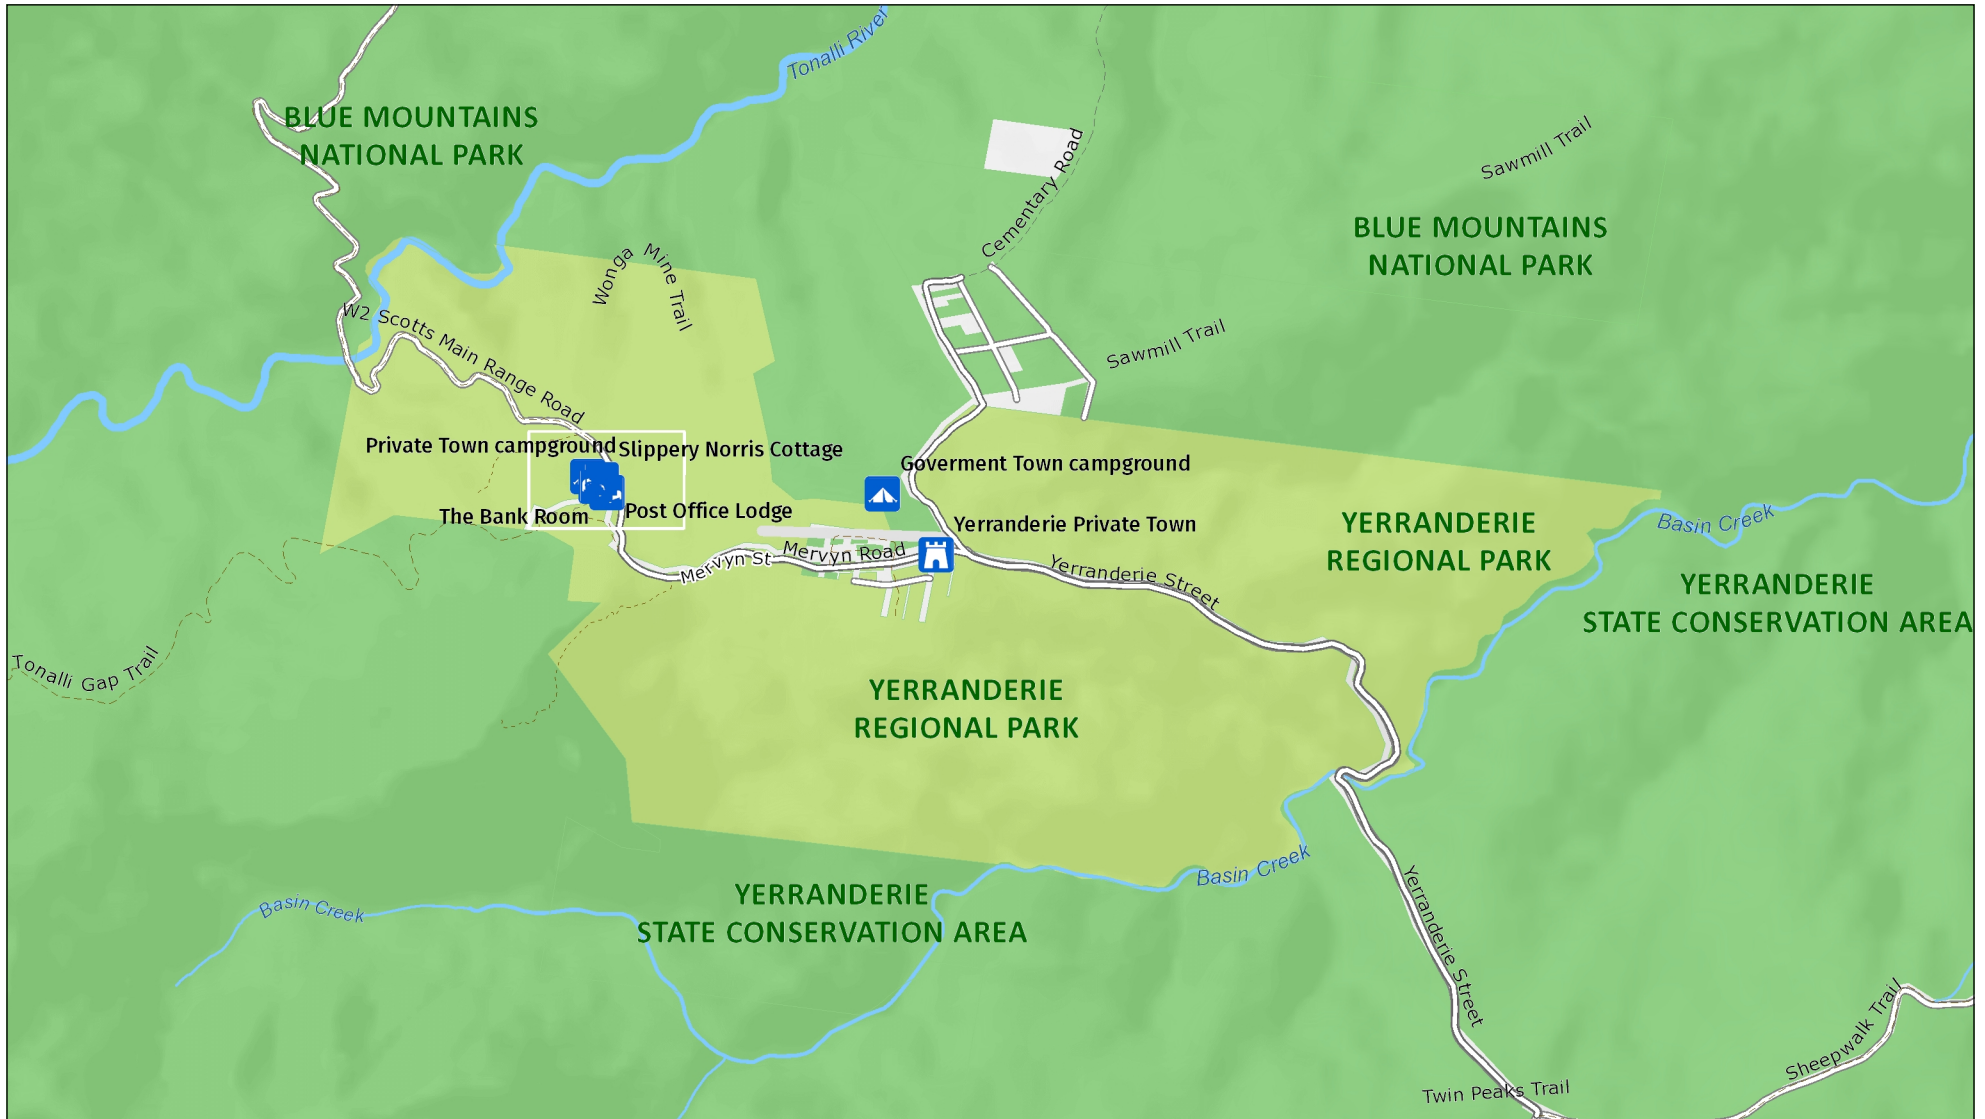 Tonalli River
BLUE MOUNTAINS
NATIONAL PARK
Sawmill Trail
Cementary Road
BLUE MOUNTAINS
NATIONAL PARK
Wonga
Mine Trail
W2 Scotts Main Range Road
Sawmill Trail
Private Town campground
Slippery Norris Cottage
Goverment Town campground
The Bank Room
Post Office Lodge
Yerranderie Private Town
YERRANDERIE
REGIONAL PARK
Basin Creek
Mervyn St
Mervyn Road
Yerranderie Street
YERRANDERIE
STATE CONSERVATION AREA
Tonalli Gap Trail
YERRANDERIE
REGIONAL PARK
Basin Creek
Basin Creek
YERRANDERIE
STATE CONSERVATION AREA
Yerranderie Street
Sheepwalk Trail
Twin Peaks Trail